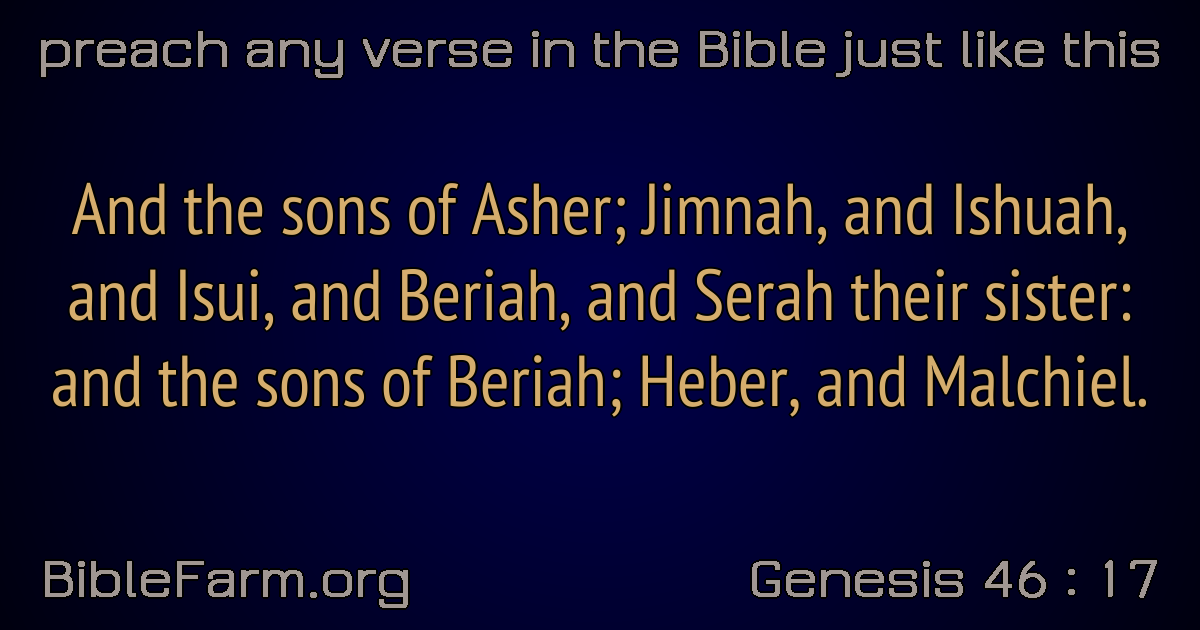 preach any verse in the Bible just like this
And the sons of Asher; Jimnah, and Ishuah,
and Isui, and Beriah, and Serah their sister:
and the sons of Beriah; Heber, and Malchiel.
BibleFarm.org
Genesis 46 : 17